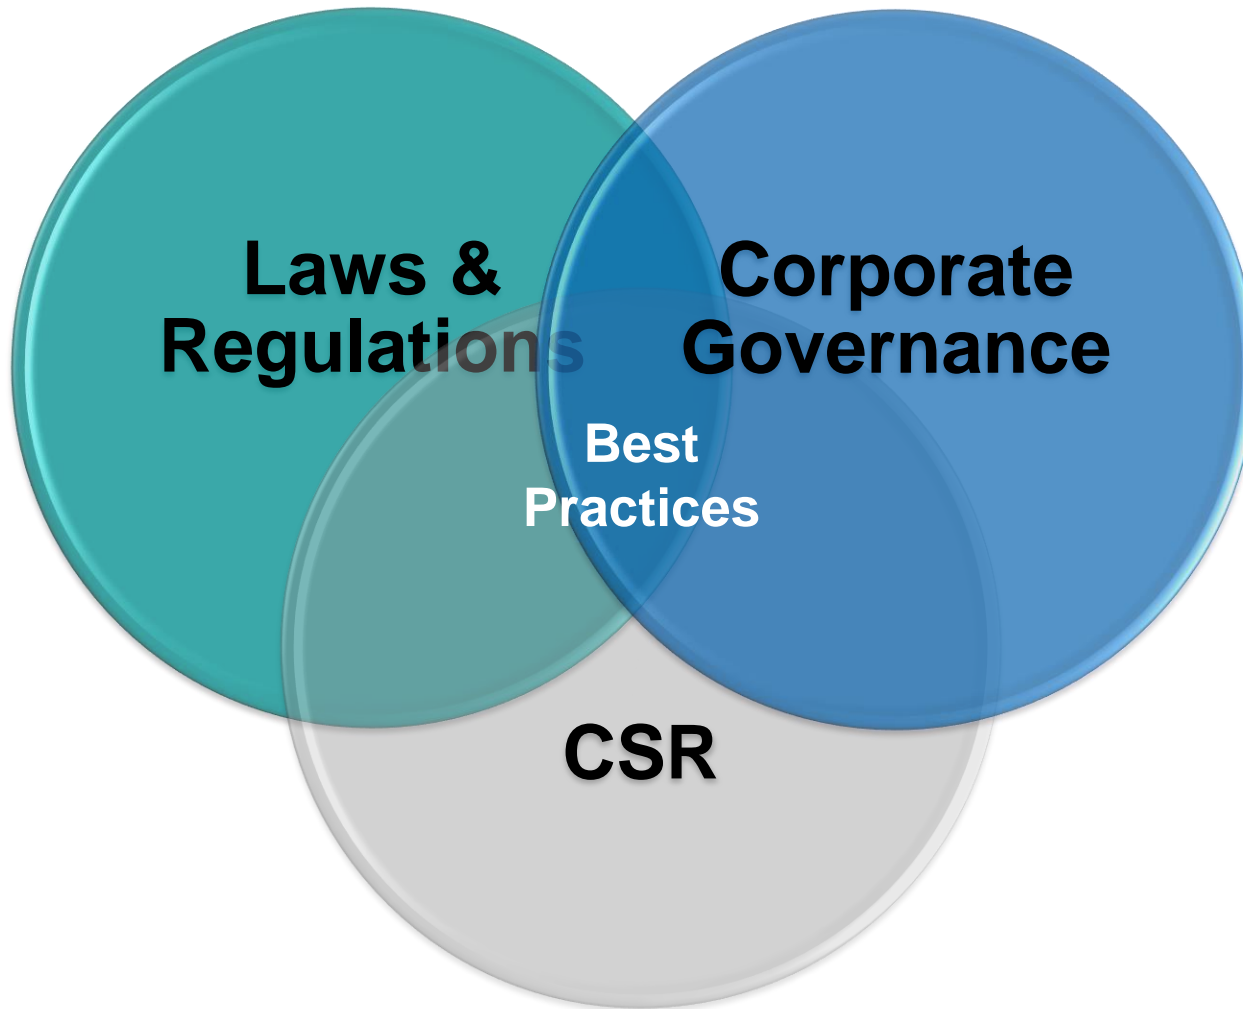 Laws &
Regulations
Corporate
Governance
Best
Practices
CSR